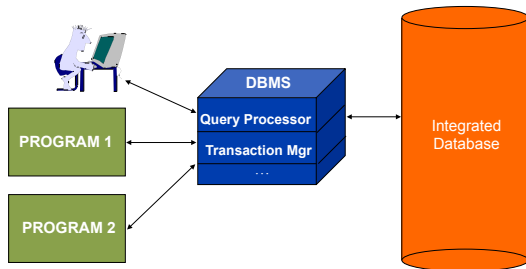 DBMS
Query Processor
PROGRAM 1
Transaction Mgr
...
PROGRAM 2
Integrated
Database